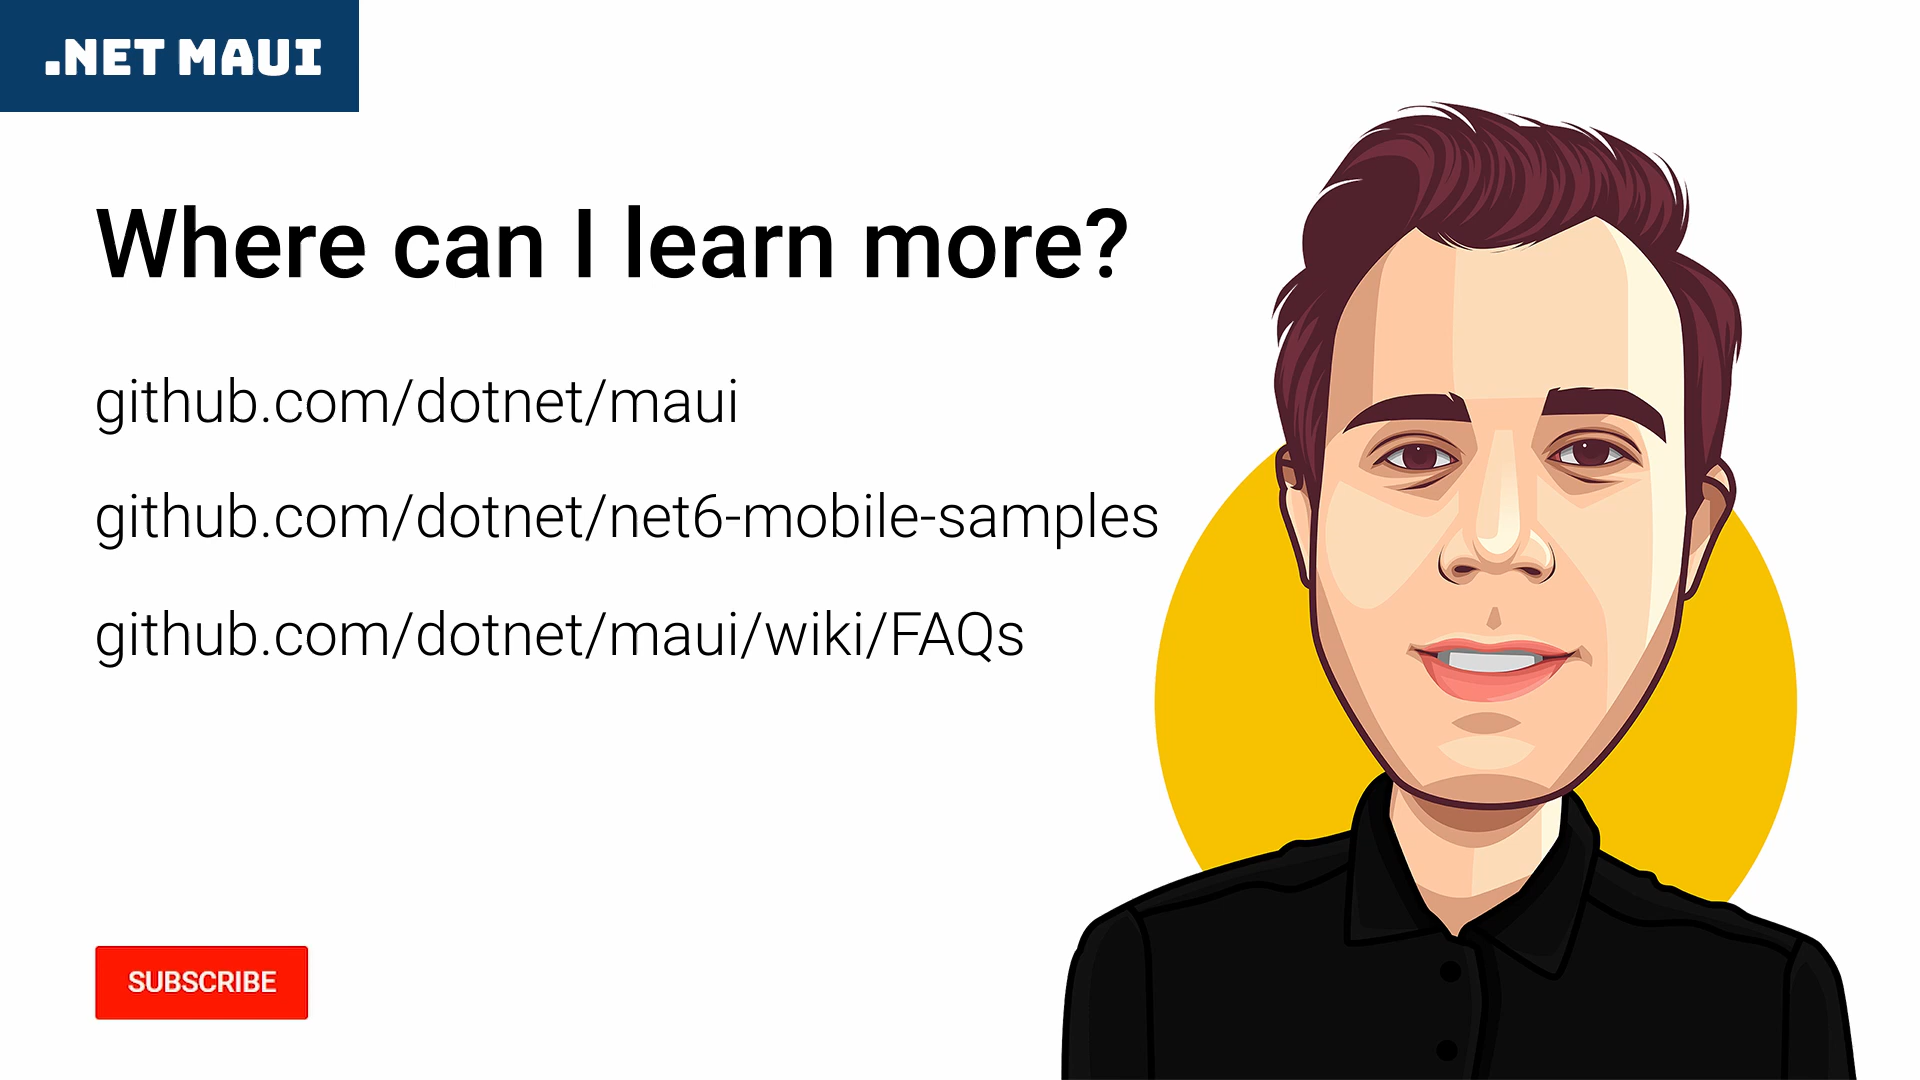 .NET MAUI
Where can I learn more?
github.com/dotnet/maui
github.com/dotnet/net6-mobile-samples
github.com/dotnet/maui/wiki/FAQs
SUBSCRIBE